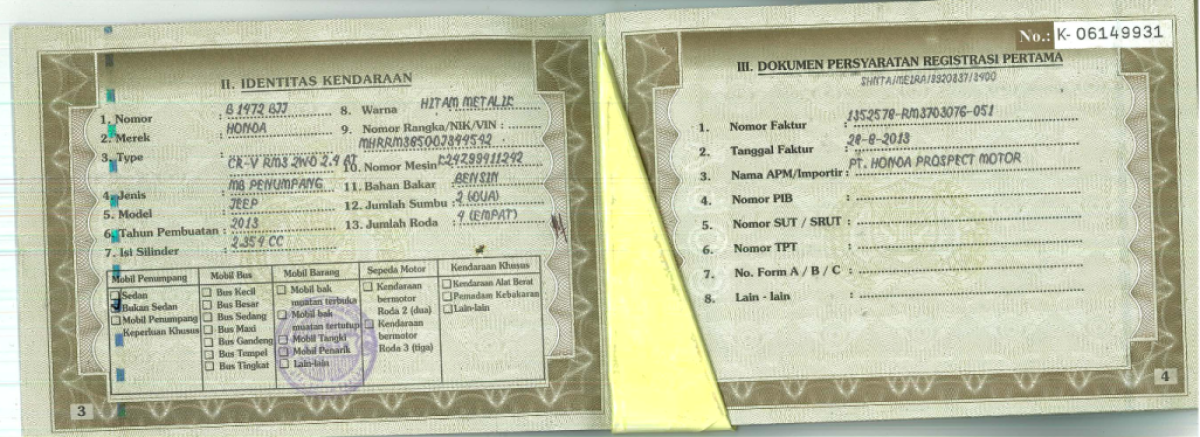 II. IDENTITAS KENDARAAN
1. Nomor : B 1472 BJJ
2. Merek : HONDA
3. Type : CR-V RM3 2WD 2.4 AT
4. Jenis : MB PENUMPANG
5. Model : JEEP
6. Tahun Pembuatan : 2013
7. Isi Silinder : 2.354 CC
8. Warna : HITAM METALIK
9. Nomor Rangka/NIK/VIN :
10. Nomor Mesin
11. Bahan Bakar : BENSIN
12. Jumlah Sumbu : 2 (DUA)
13. Jumlah Roda : 4 (EMPAT)
Mobil Penumpang
Sedan
Bukan Sedan
Mobil Penumpang
Keperluan Khusus
Mobil Bus
Bus Kecil
Bus Besar
Bus Sedang
Bus Maxi
Bus Gandeng
Bus Tempel
Bus Tingkat
Mobil Barang
Mobil bak
muatan terbuka
Mobil bak
muatan tertutup
Mobil Tangki
Mobil Penarik
Lain-lain
Sepeda Motor
Kendaraan
bermotor
Roda 2 (dua)
Kendaraan
bermotor
Roda 3 (tiga)
Kendaraan Khusus
Kendaraan Alat Berat
Pemadam Kebakaran
Lain-lain
3
No.: K- 06149931
III. DOKUMEN PERSYARATAN REGISTRASI PERTAMA
1. Nomor Faktur : 1352578-RM3703076-051
2. Tanggal Faktur : 28-8-2013
3. Nama APM/Importir : PT. HONDA PROSPECT MOTOR
4. Nomor PIB :
5. Nomor SUT / SRUT :
6. Nomor TPT :
7. No. Form A / B / C :
8. Lain - lain :
4